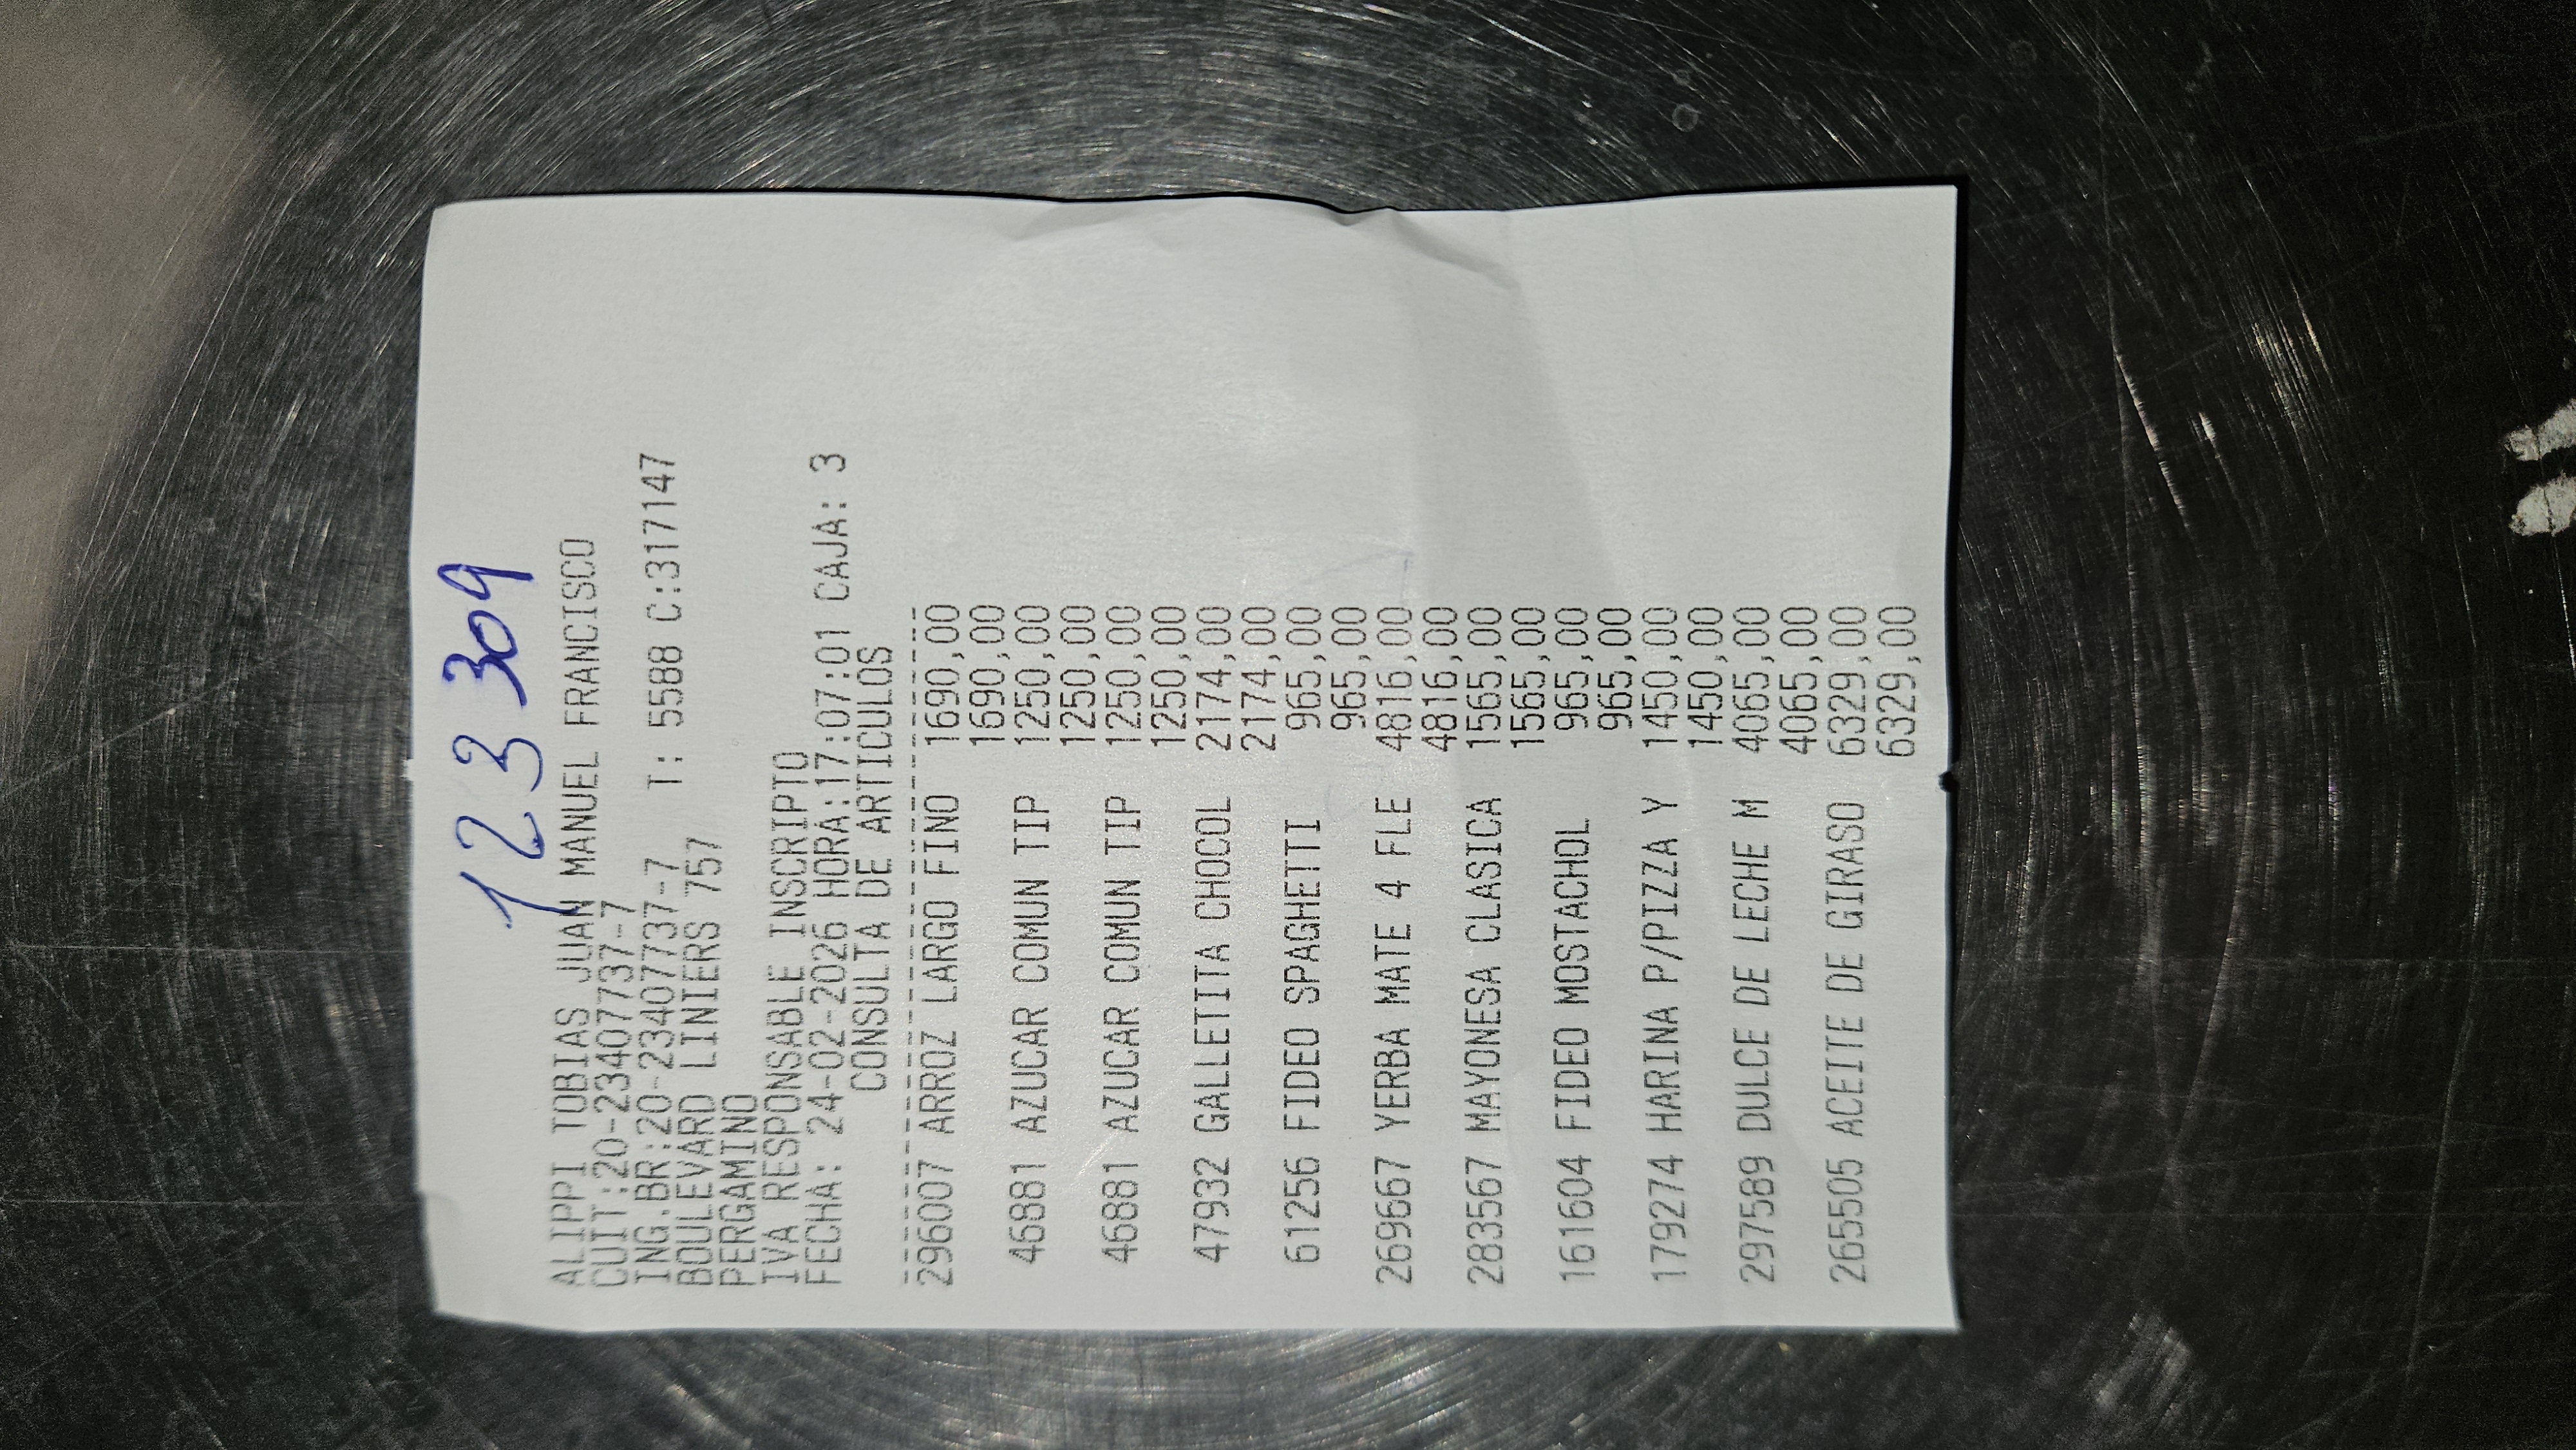 123309
ALIPPI TOBIAS JUAN MANUEL FRANCISCO
CUIT:20-23407737-7
ING.BR:20-23407737-7 T: 5588 C:317147
BOULEVARD LINIERS 757
PERGAMINO
IVA RESPONSABLE INSCRIPTO
FECHA: 24-02-2026 HORA:17:07:01 CAJA: 3
CONSULTA DE ARTICULOS
296007 ARROZ LARGO FINO 1690,00
1690,00
46881 AZUCAR COMUN TIP 1250,00
1250,00
46881 AZUCAR COMUN TIP 1250,00
1250,00
47932 GALLETITA CHOCOL 2174,00
2174,00
61256 FIDEO SPAGHETTI 965,00
965,00
269667 YERBA MATE 4 FLE 4816,00
4816,00
283567 MAYONESA CLASICA 1565,00
1565,00
161604 FIDEO MOSTACHOL 965,00
965,00
179274 HARINA P/PIZZA Y 1450,00
1450,00
297589 DULCE DE LECHE M 4065,00
4065,00
265505 ACEITE DE GIRASO 6329,00
6329,00